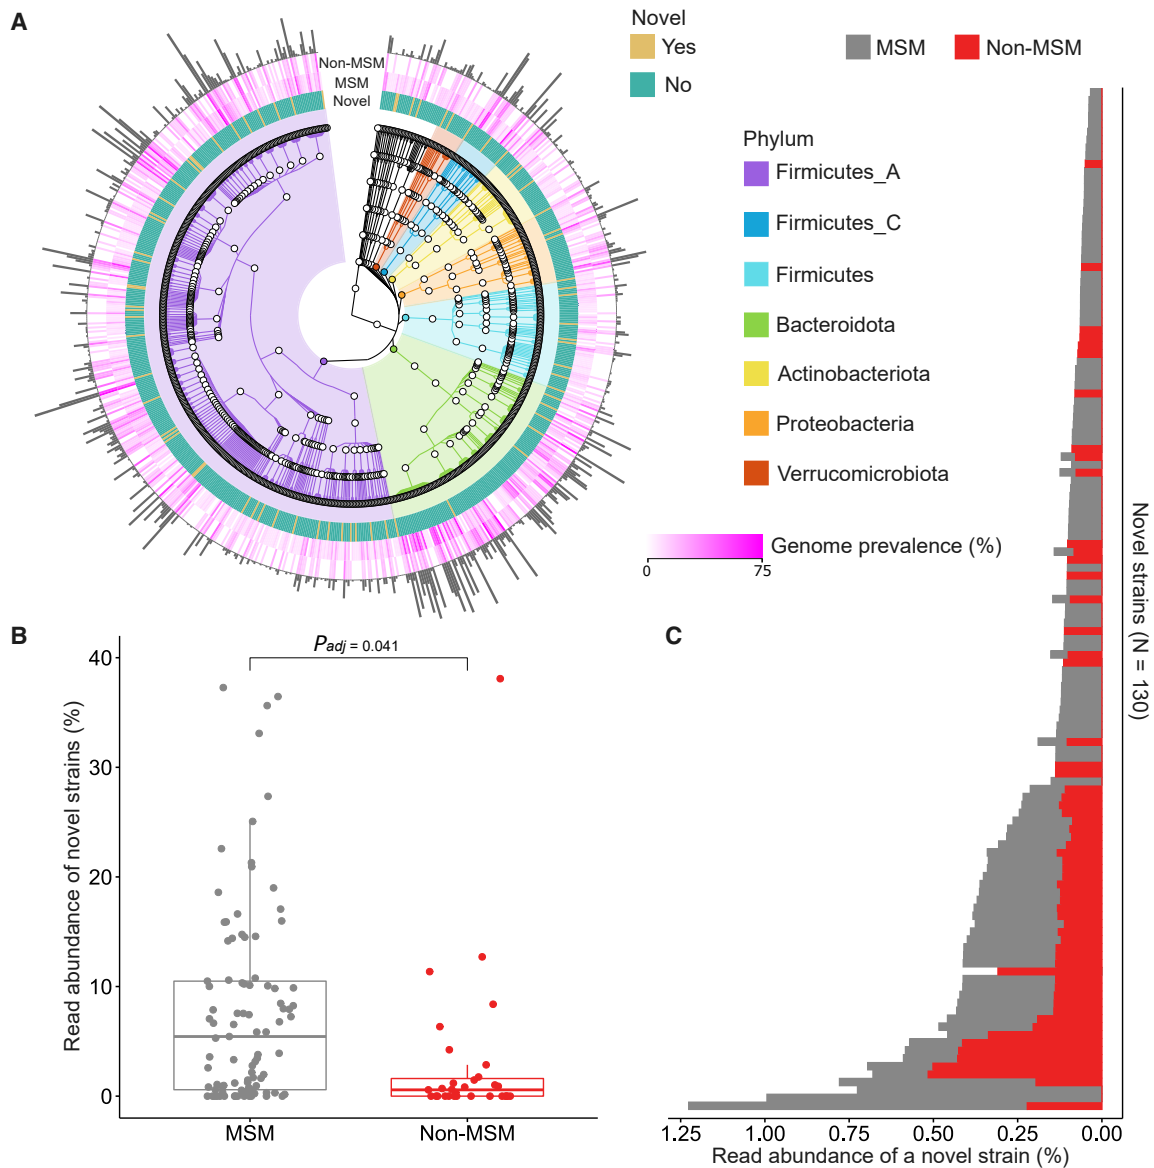 A
Non-MSM
MSM
Novel
Novel
Yes
No
MSM
Non-MSM
Phylum
Firmicutes_A
Firmicutes_C
Firmicutes
Bacteroidota
Actinobacteriota
Proteobacteria
Verrucomicrobiota
Genome prevalence (%)
0
75
B
Padj = 0.041
Read abundance of novel strains (%)
40
30
20
10
0
MSM
Non-MSM
C
Novel strains (N = 130)
1.25
1.00
0.75
0.50
0.25
0.00
Read abundance of a novel strain (%)